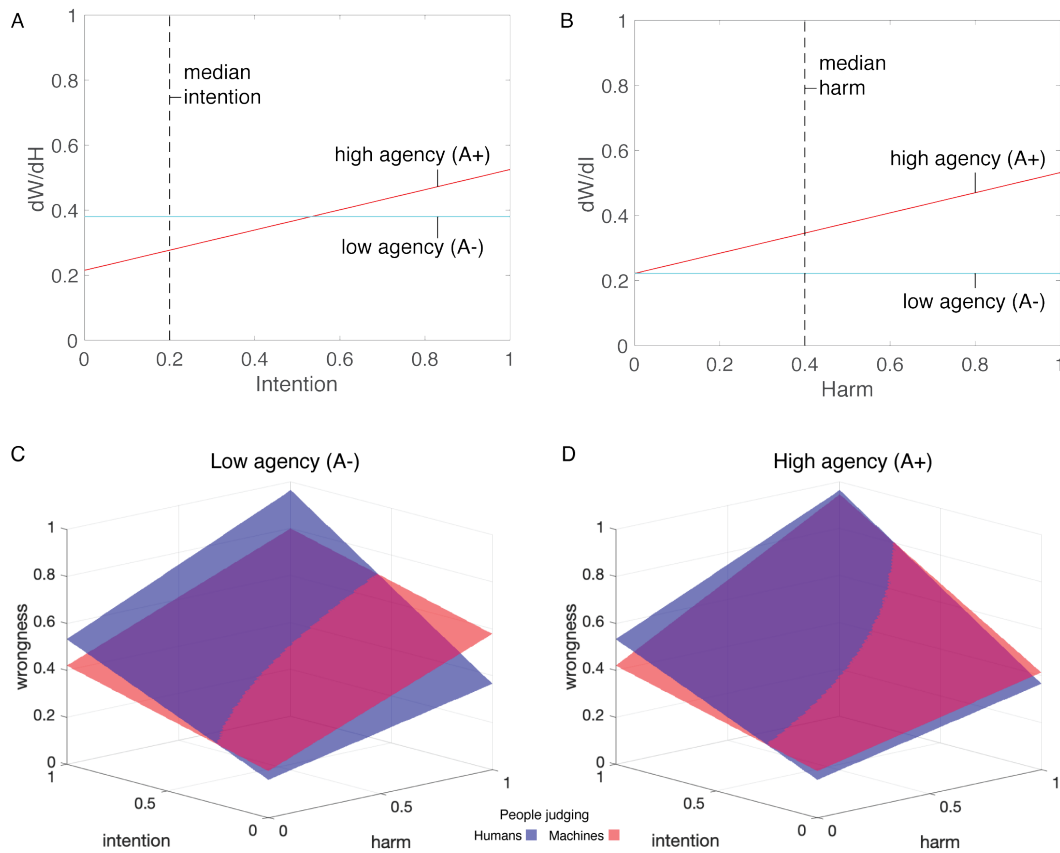 A
1
0.8
0.6
0.4
0.2
0
dW/dH
median
intention
high agency (A+)
low agency (A-)
0 0.2 0.4 0.6 0.8 1
Intention
B
1
0.8
0.6
0.4
0.2
0
dW/dI
median
harm
high agency (A+)
low agency (A-)
0 0.2 0.4 0.6 0.8 1
Harm
C
Low agency (A-)
1
0.8
0.6
0.4
0.2
0
wrongness
1
0.5
0
intention
0
0.5
1
harm
D
High agency (A+)
1
0.8
0.6
0.4
0.2
0
wrongness
1
0.5
0
intention
0
0.5
1
harm
People judging
Humans Machines